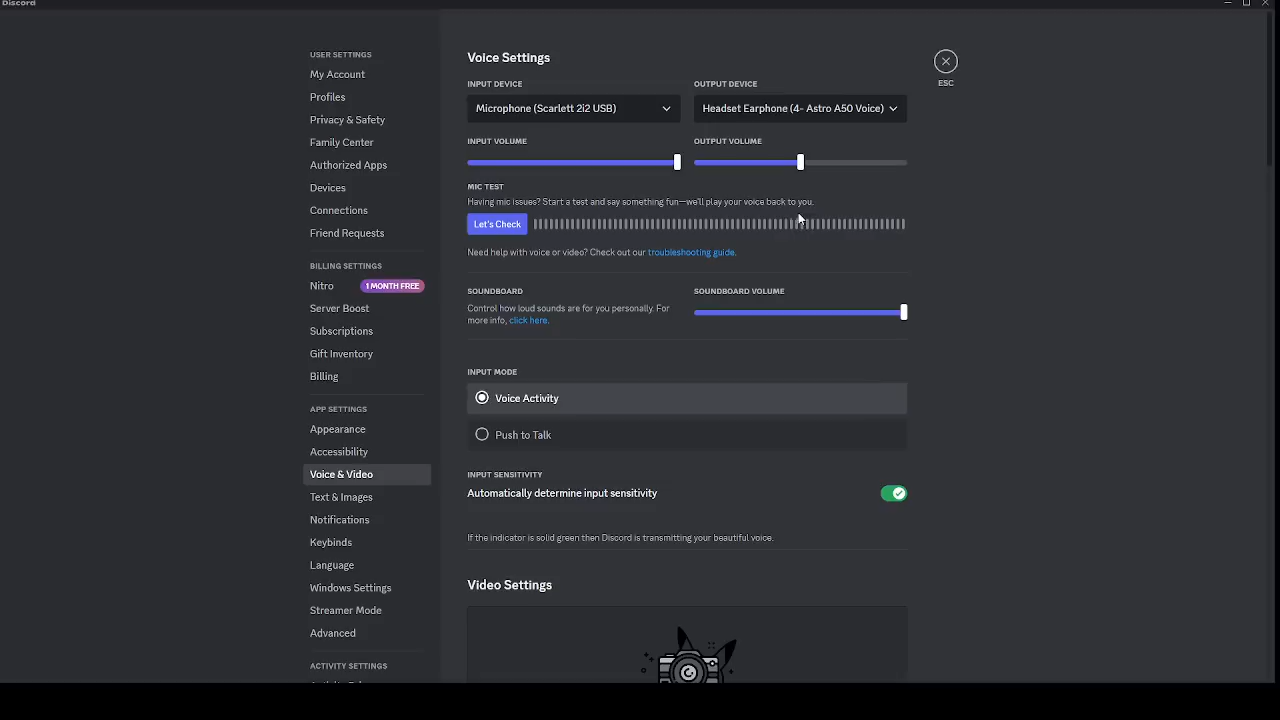 Discord
USER SETTINGS
My Account
Profiles
Privacy & Safety
Family Center
Authorized Apps
Devices
Connections
Friend Requests
BILLING SETTINGS
Nitro
1 MONTH FREE
Server Boost
Subscriptions
Gift Inventory
Billing
APP SETTINGS
Appearance
Accessibility
Voice & Video
Text & Images
Notifications
Keybinds
Language
Windows Settings
Streamer Mode
Advanced
ACTIVITY SETTINGS
Voice Settings
ESC
INPUT DEVICE
OUTPUT DEVICE
Microphone (Scarlett 2i2 USB)
Headset Earphone (4- Astro A50 Voice)
INPUT VOLUME
OUTPUT VOLUME
MIC TEST
Having mic issues? Start a test and say something fun—we'll play your voice back to you.
Let's Check
Need help with voice or video? Check out our troubleshooting guide.
SOUNDBOARD
SOUNDBOARD VOLUME
Control how loud sounds are for you personally. For
more info, click here.
INPUT MODE
Voice Activity
Push to Talk
INPUT SENSITIVITY
Automatically determine input sensitivity
If the indicator is solid green then Discord is transmitting your beautiful voice.
Video Settings